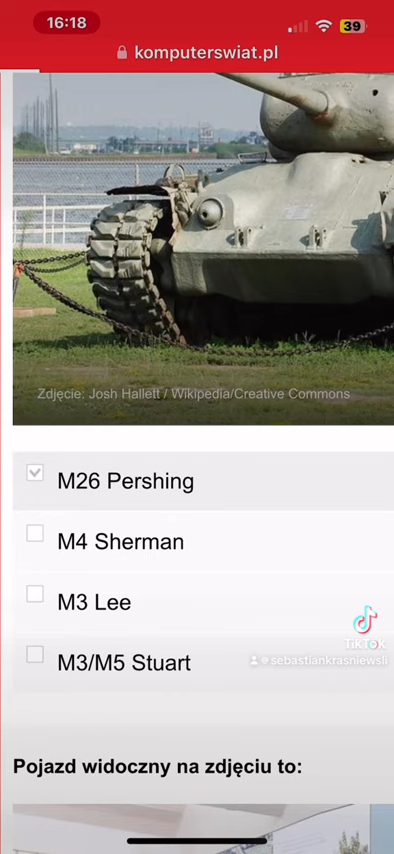 16:18
39
komputerswiat.pl
Zdjęcie: Josh Hallett / Wikipedia/Creative Commons
M26 Pershing
M4 Sherman
M3 Lee
M3/M5 Stuart
TikTok
@sebastiankrasniewsli
Pojazd widoczny na zdjęciu to: